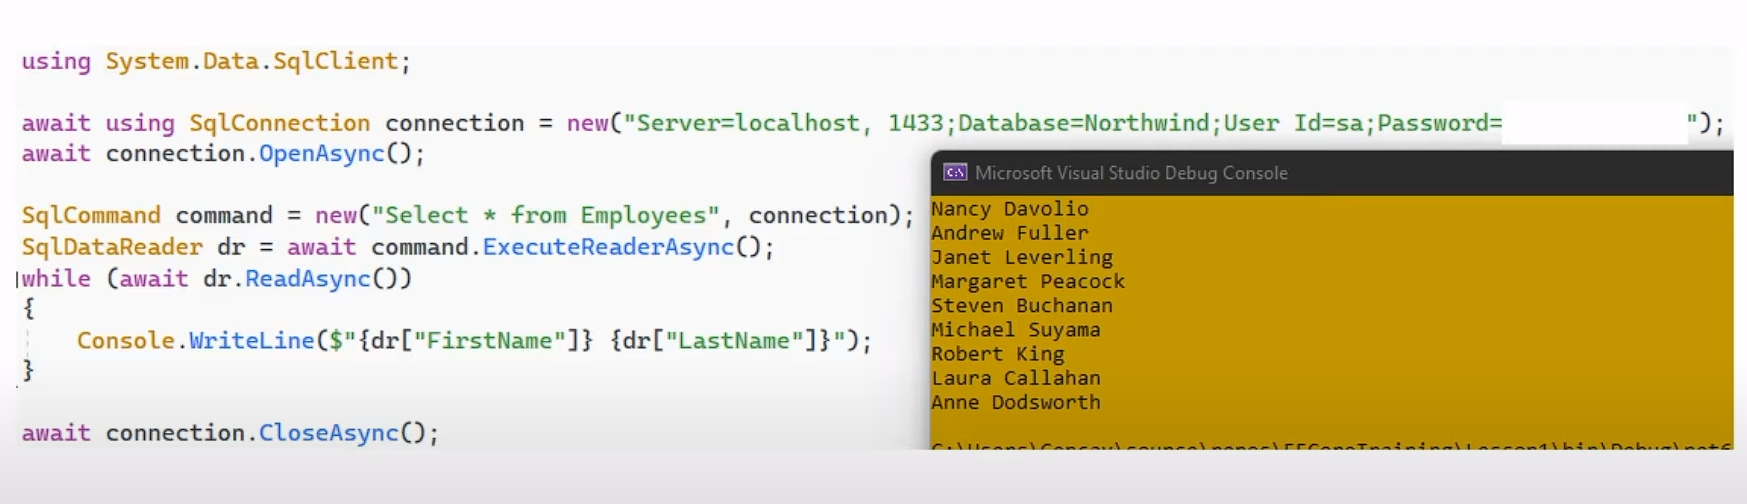 using System.Data.SqlClient;
await using SqlConnection connection = new("Server=localhost, 1433;Database=Northwind;User Id=sa;Password= ");
await connection.OpenAsync();
SqlCommand command = new("Select * from Employees", connection);
SqlDataReader dr = await command.ExecuteReaderAsync();
while (await dr.ReadAsync())
{
Console.WriteLine($"{dr["FirstName"]} {dr["LastName"]}");
}
await connection.CloseAsync();
Microsoft Visual Studio Debug Console
Nancy Davolio
Andrew Fuller
Janet Leverling
Margaret Peacock
Steven Buchanan
Michael Suyama
Robert King
Laura Callahan
Anne Dodsworth